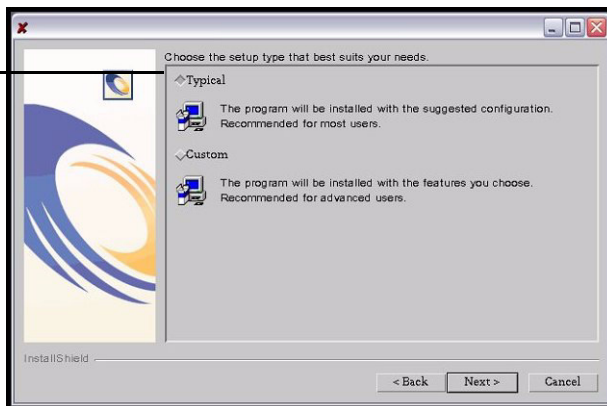 Choose the setup type that best suits your needs.
Typical
The program will be installed with the suggested configuration.
Recommended for most users.
Custom
The program will be installed with the features you choose.
Recommended for advanced users.
InstallShield
< Back Next > Cancel